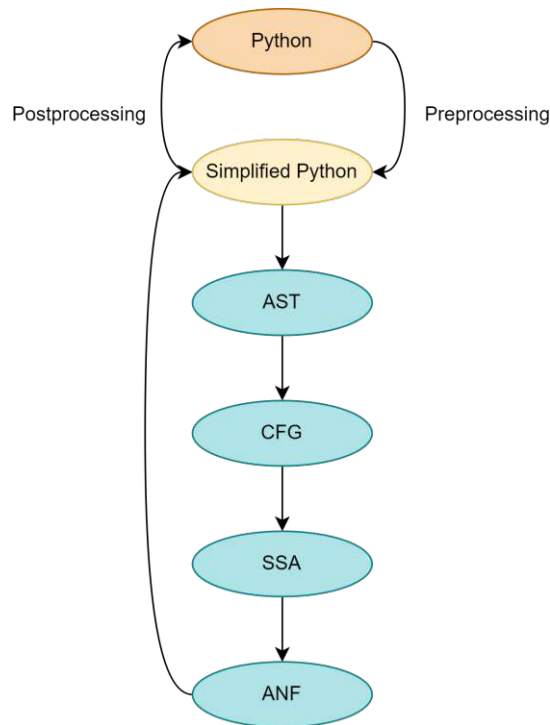 Python
Postprocessing
Preprocessing
Simplified Python
AST
CFG
SSA
ANF